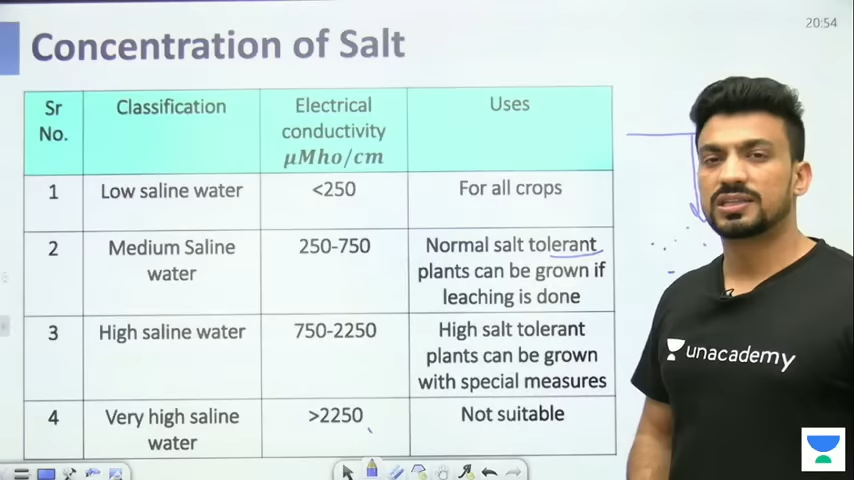 20:54
Concentration of Salt
Sr
No.
Classification
Electrical
conductivity
μMho/cm
Uses
1
Low saline water
<250
For all crops
2
Medium Saline
water
250-750
Normal salt tolerant
plants can be grown if
leaching is done
3
High saline water
750-2250
High salt tolerant
plants can be grown
with special measures
4
Very high saline
water
>2250
Not suitable
unacademy